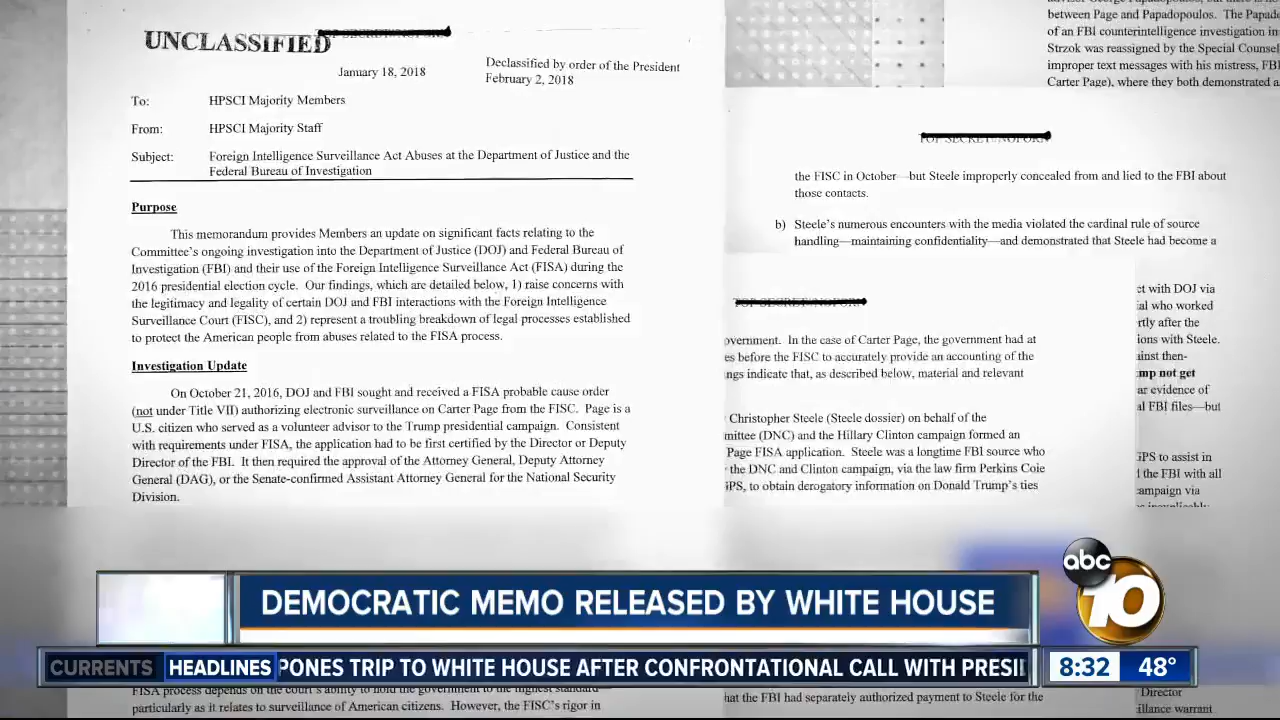 UNCLASSIFIED
January 18, 2018
Declassified by order of the President
February 2, 2018
To:
HPSCI Majority Members
From:
HPSCI Majority Staff
Subject:
Foreign Intelligence Surveillance Act Abuses at the Department of Justice and the
Federal Bureau of Investigation
Purpose
This memorandum provides Members an update on significant facts relating to the
Committee's ongoing investigation into the Department of Justice (DOJ) and Federal Bureau of
Investigation (FBI) and their use of the Foreign Intelligence Surveillance Act (FISA) during the
2016 presidential election cycle. Our findings, which are detailed below, 1) raise concerns with
the legitimacy and legality of certain DOJ and FBI interactions with the Foreign Intelligence
Surveillance Court (FISC), and 2) represent a troubling breakdown of legal processes established
to protect the American people from abuses related to the FISA process.
Investigation Update
On October 21, 2016, DOJ and FBI sought and received a FISA probable cause order
(not under Title VII) authorizing electronic surveillance on Carter Page from the FISC. Page is a
U.S. citizen who served as a volunteer advisor to the Trump presidential campaign. Consistent
with requirements under FISA, the application had to be first certified by the Director or Deputy
Director of the FBI. It then required the approval of the Attorney General, Deputy Attorney
General (DAG), or the Senate-confirmed Assistant Attorney General for the National Security
Division.
between Page and Papadopoulos. The Papado
of an FBI counterintelligence investigation in
Strzok was reassigned by the Special Counsel
improper text messages with his mistress, FBI
Carter Page), where they both demonstrated a
TOP SECRET//NOFORN
the FISC in October—but Steele improperly concealed from and lied to the FBI about
those contacts.
b) Steele's numerous encounters with the media violated the cardinal rule of source
handling—maintaining confidentiality—and demonstrated that Steele had become a
TOP SECRET//NOFORN
overnment. In the case of Carter Page, the government had at
es before the FISC to accurately provide an accounting of the
ngs indicate that, as described below, material and relevant
Christopher Steele (Steele dossier) on behalf of the
mittee (DNC) and the Hillary Clinton campaign formed an
Page FISA application. Steele was a longtime FBI source who
the DNC and Clinton campaign, via the law firm Perkins Coie
GPS, to obtain derogatory information on Donald Trump's ties
ct with DOJ via
ial who worked
rtly after the
ions with Steele.
ainst then-
mp not get
ar evidence of
al FBI files—but
GPS to assist in
the FBI with all
campaign via
abc
10
DEMOCRATIC MEMO RELEASED BY WHITE HOUSE
CURRENTS HEADLINES PONES TRIP TO WHITE HOUSE AFTER CONFRONTATIONAL CALL WITH PRESI
8:32 48°
FISA process depends on the court's ability to hold the government to the highest standard—
particularly as it relates to surveillance of American citizens. However, the FISC's rigor in
hat the FBI had separately authorized payment to Steele for the
Director
illance warrant